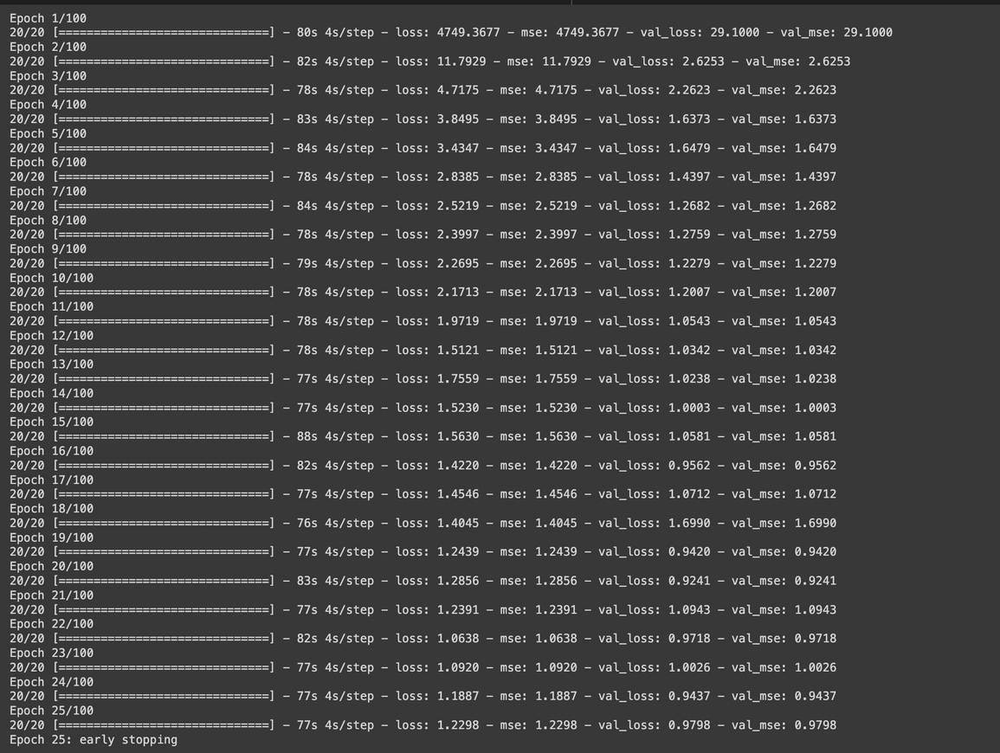 Epoch 1/100
20/20 [==============================] – 80s 4s/step – loss: 4749.3677 – mse: 4749.3677 – val_loss: 29.1000 – val_mse: 29.1000
Epoch 2/100
20/20 [==============================] – 82s 4s/step – loss: 11.7929 – mse: 11.7929 – val_loss: 2.6253 – val_mse: 2.6253
Epoch 3/100
20/20 [==============================] – 78s 4s/step – loss: 4.7175 – mse: 4.7175 – val_loss: 2.2623 – val_mse: 2.2623
Epoch 4/100
20/20 [==============================] – 83s 4s/step – loss: 3.8495 – mse: 3.8495 – val_loss: 1.6373 – val_mse: 1.6373
Epoch 5/100
20/20 [==============================] – 84s 4s/step – loss: 3.4347 – mse: 3.4347 – val_loss: 1.6479 – val_mse: 1.6479
Epoch 6/100
20/20 [==============================] – 78s 4s/step – loss: 2.8385 – mse: 2.8385 – val_loss: 1.4397 – val_mse: 1.4397
Epoch 7/100
20/20 [==============================] – 84s 4s/step – loss: 2.5219 – mse: 2.5219 – val_loss: 1.2682 – val_mse: 1.2682
Epoch 8/100
20/20 [==============================] – 78s 4s/step – loss: 2.3997 – mse: 2.3997 – val_loss: 1.2759 – val_mse: 1.2759
Epoch 9/100
20/20 [==============================] – 79s 4s/step – loss: 2.2695 – mse: 2.2695 – val_loss: 1.2279 – val_mse: 1.2279
Epoch 10/100
20/20 [==============================] – 78s 4s/step – loss: 2.1713 – mse: 2.1713 – val_loss: 1.2007 – val_mse: 1.2007
Epoch 11/100
20/20 [==============================] – 78s 4s/step – loss: 1.9719 – mse: 1.9719 – val_loss: 1.0543 – val_mse: 1.0543
Epoch 12/100
20/20 [==============================] – 78s 4s/step – loss: 1.5121 – mse: 1.5121 – val_loss: 1.0342 – val_mse: 1.0342
Epoch 13/100
20/20 [==============================] – 77s 4s/step – loss: 1.7559 – mse: 1.7559 – val_loss: 1.0238 – val_mse: 1.0238
Epoch 14/100
20/20 [==============================] – 77s 4s/step – loss: 1.5230 – mse: 1.5230 – val_loss: 1.0003 – val_mse: 1.0003
Epoch 15/100
20/20 [==============================] – 88s 4s/step – loss: 1.5630 – mse: 1.5630 – val_loss: 1.0581 – val_mse: 1.0581
Epoch 16/100
20/20 [==============================] – 82s 4s/step – loss: 1.4220 – mse: 1.4220 – val_loss: 0.9562 – val_mse: 0.9562
Epoch 17/100
20/20 [==============================] – 77s 4s/step – loss: 1.4546 – mse: 1.4546 – val_loss: 1.0712 – val_mse: 1.0712
Epoch 18/100
20/20 [==============================] – 76s 4s/step – loss: 1.4045 – mse: 1.4045 – val_loss: 1.6990 – val_mse: 1.6990
Epoch 19/100
20/20 [==============================] – 77s 4s/step – loss: 1.2439 – mse: 1.2439 – val_loss: 0.9420 – val_mse: 0.9420
Epoch 20/100
20/20 [==============================] – 83s 4s/step – loss: 1.2856 – mse: 1.2856 – val_loss: 0.9241 – val_mse: 0.9241
Epoch 21/100
20/20 [==============================] – 77s 4s/step – loss: 1.2391 – mse: 1.2391 – val_loss: 1.0943 – val_mse: 1.0943
Epoch 22/100
20/20 [==============================] – 82s 4s/step – loss: 1.0638 – mse: 1.0638 – val_loss: 0.9718 – val_mse: 0.9718
Epoch 23/100
20/20 [==============================] – 77s 4s/step – loss: 1.0920 – mse: 1.0920 – val_loss: 1.0026 – val_mse: 1.0026
Epoch 24/100
20/20 [==============================] – 77s 4s/step – loss: 1.1887 – mse: 1.1887 – val_loss: 0.9437 – val_mse: 0.9437
Epoch 25/100
20/20 [==============================] – 77s 4s/step – loss: 1.2298 – mse: 1.2298 – val_loss: 0.9798 – val_mse: 0.9798
Epoch 25: early stopping